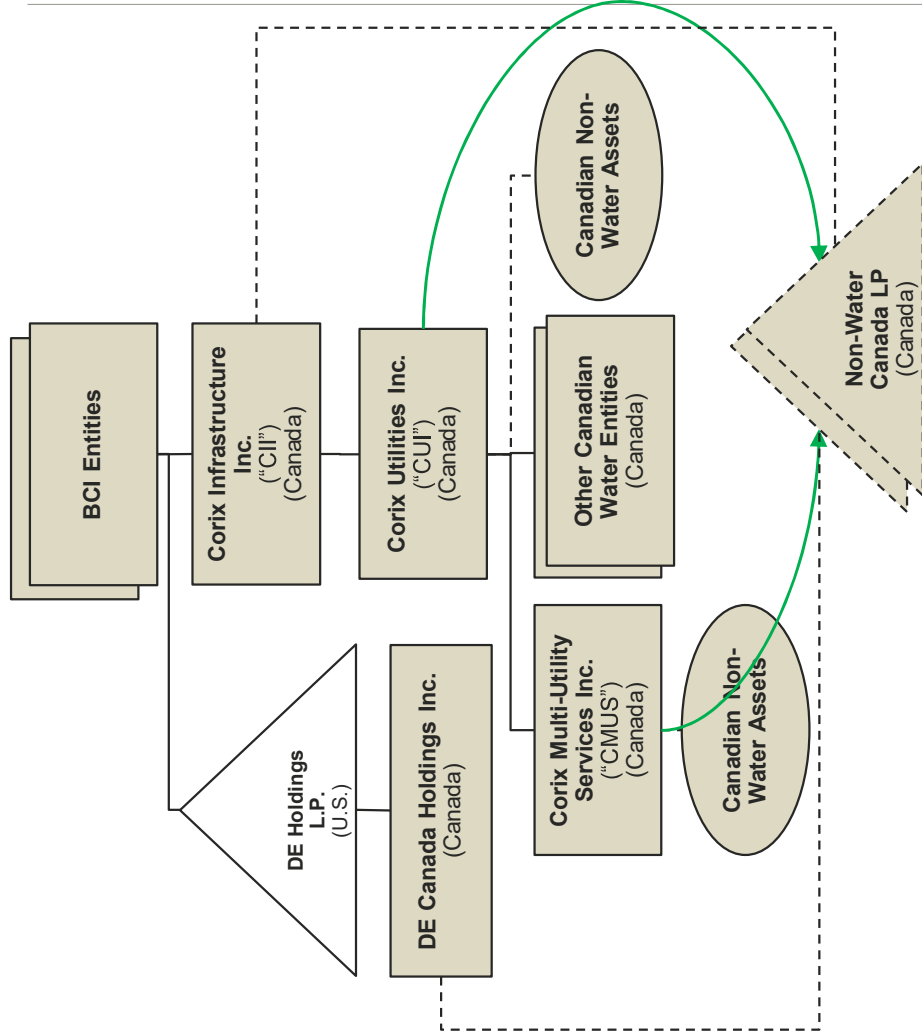 BCI Entities
DE Holdings
L.P.
(U.S.)
Corix Infrastructure
Inc.
(“CII”)
(Canada)
DE Canada Holdings Inc.
(Canada)
Corix Utilities Inc.
(“CUI”)
(Canada)
Corix Multi-Utility
Services Inc.
(“CMUS”)
(Canada)
Other Canadian
Water Entities
(Canada)
Canadian Non-
Water Assets
Canadian Non-
Water Assets
Non-Water
Canada LP
(Canada)